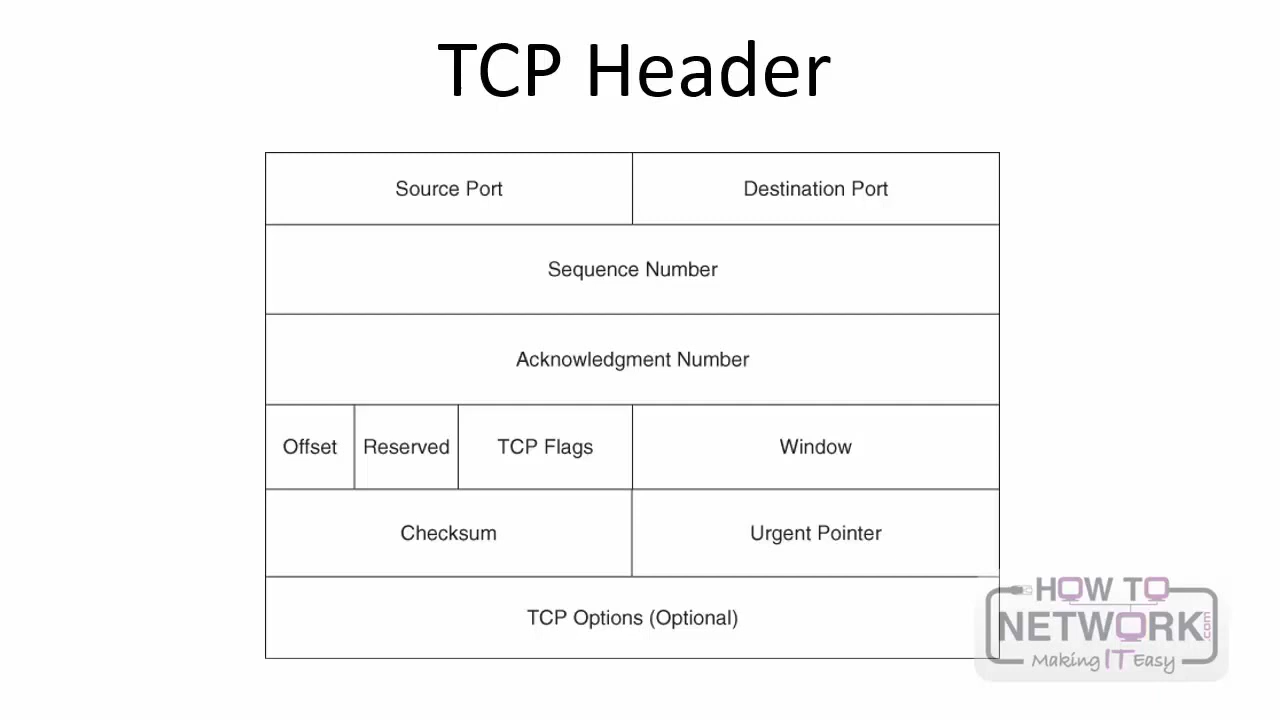 TCP Header
Source Port
Destination Port
Sequence Number
Acknowledgment Number
Offset
Reserved
TCP Flags
Window
Checksum
Urgent Pointer
TCP Options (Optional)
HOW TO
NETWORK.com
Making IT Easy